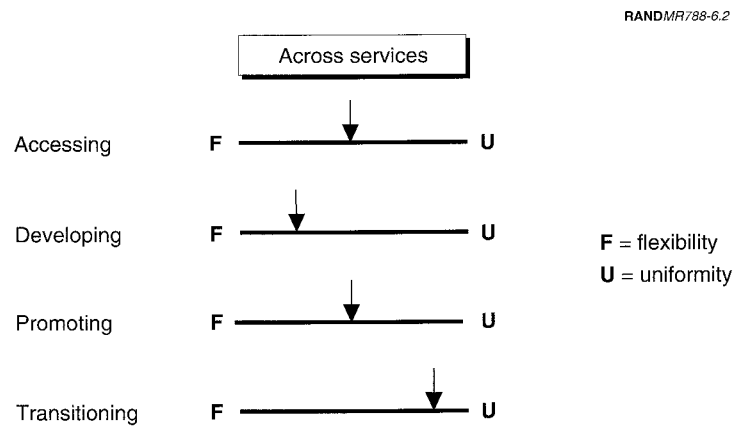 RANDMR788-6.2
Across services
Accessing F U
Developing F U
F = flexibility
U = uniformity
Promoting F U
Transitioning F U